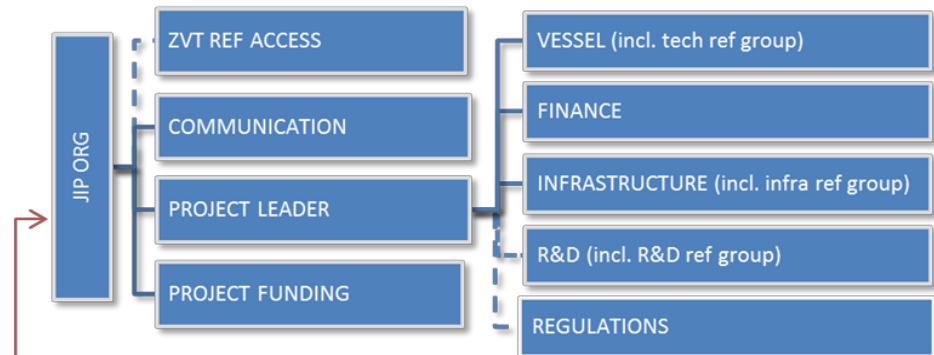 JIP ORG
ZVT REF ACCESS
COMMUNICATION
PROJECT LEADER
PROJECT FUNDING
VESSEL (incl. tech ref group)
FINANCE
INFRASTRUCTURE (incl. infra ref group)
R&D (incl. R&D ref group)
REGULATIONS